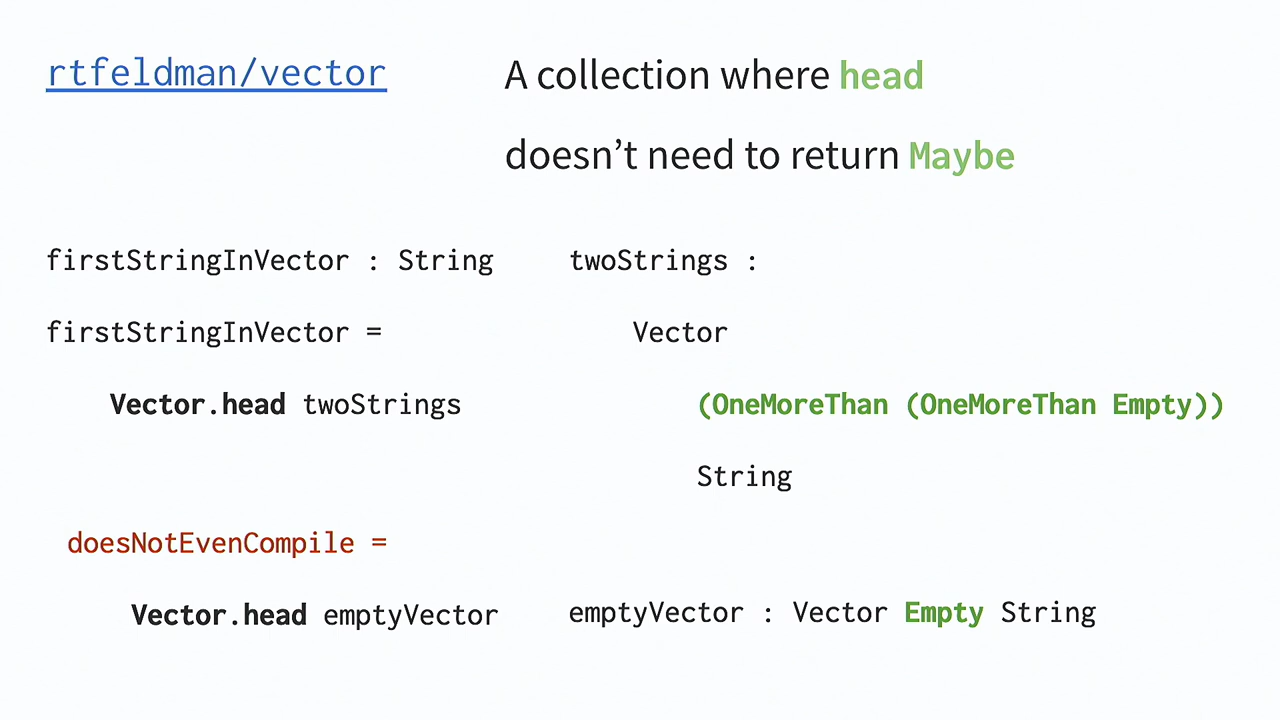 rtfeldman/vector
A collection where head
doesn’t need to return Maybe
firstStringInVector : String
firstStringInVector =
Vector.head twoStrings
twoStrings :
Vector
(OneMoreThan (OneMoreThan Empty))
String
doesNotEvenCompile =
Vector.head emptyVector
emptyVector : Vector Empty String